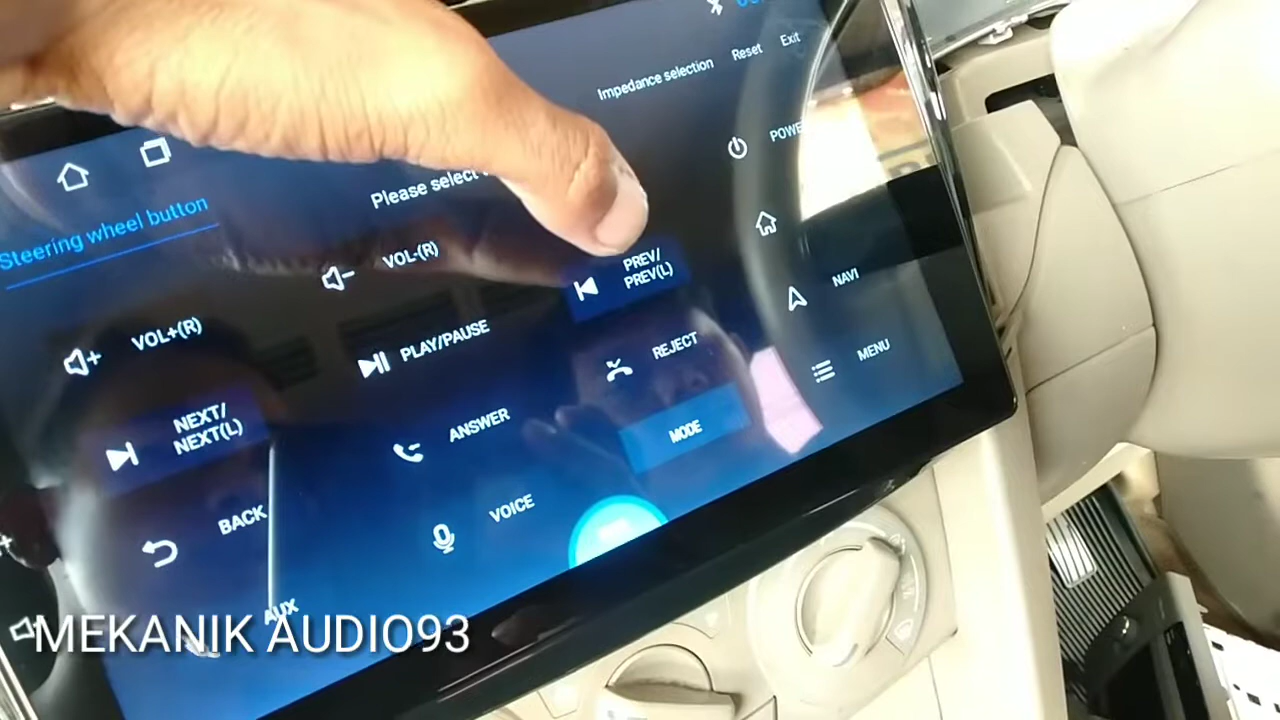 Impedance selection
Reset
Exit
Steering wheel button
Please select
VOL+(R)
VOL-(R)
PREV/
PREV(L)
NEXT/
NEXT(L)
PLAY/PAUSE
REJECT
NAVI
BACK
ANSWER
MODE
MENU
AUX
VOICE
MEKANIK AUDIO93